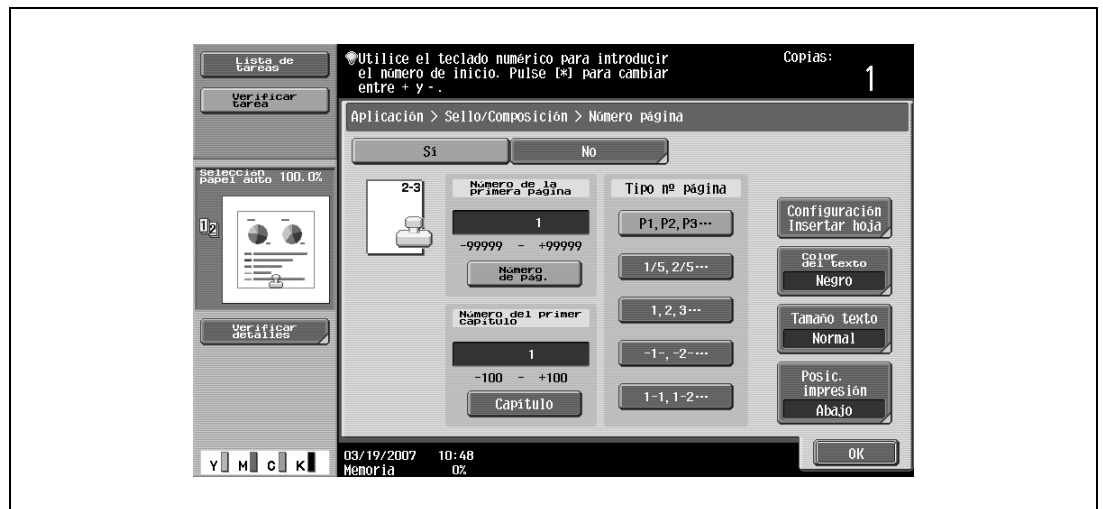 Lista de
tareas
Verificar
tarea
Utilice el teclado numérico para introducir
el número de inicio. Pulse [*] para cambiar
entre + y -.
Copias:
1
Aplicación > Sello/Composición > Número página
Sí
No
Selección
papel auto 100.0%
1 2
2-3
Número de la
primera página
1
-99999 - +99999
Número
de pág.
Número del primer
capítulo
1
-100 - +100
Capítulo
Tipo nº página
P1,P2,P3···
1/5,2/5···
1,2,3···
-1-,-2-···
1-1,1-2···
Configuración
Insertar hoja
Color
del texto
Negro
Tamaño texto
Normal
Posic.
impresión
Abajo
Verificar
detalles
Y M C K
03/19/2007 10:48
Memoria 0%
OK